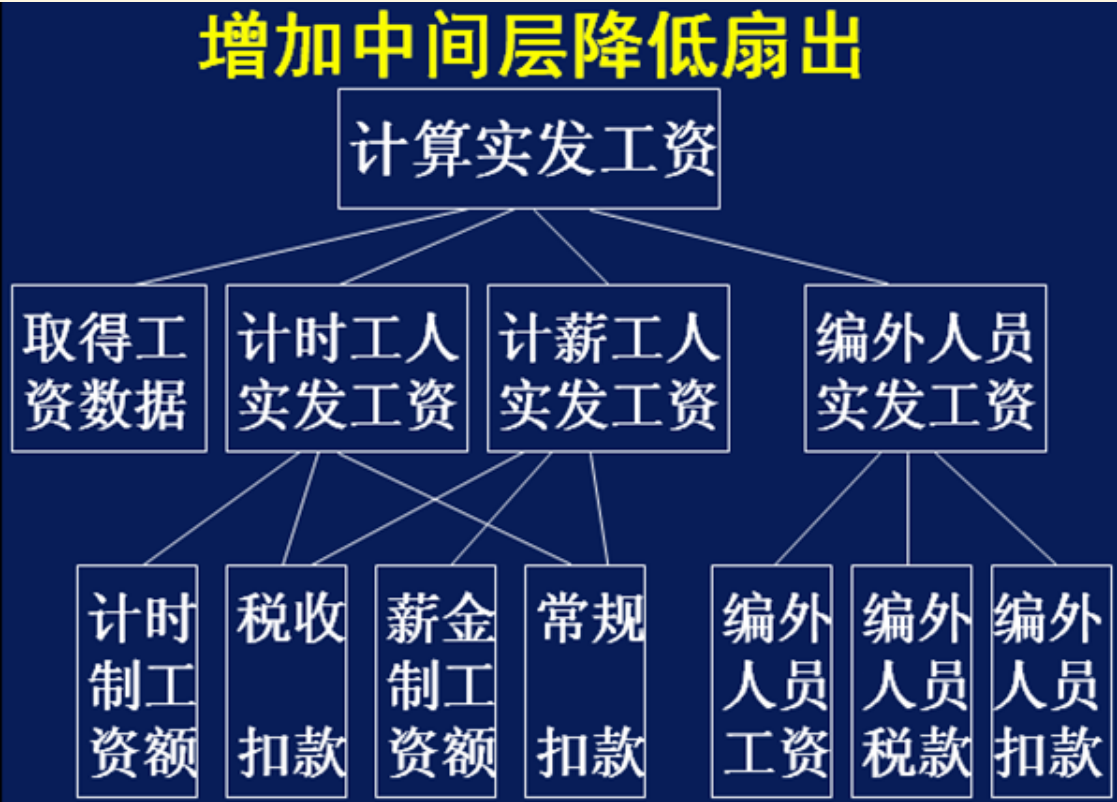 增加中间层降低扇出
计算实发工资
取得工
资数据
计时工人
实发工资
计薪工人
实发工资
编外人员
实发工资
计时
制工
资额
税收
扣款
薪金
制工
资额
常规
扣款
编外
人员
工资
编外
人员
税款
编外
人员
扣款